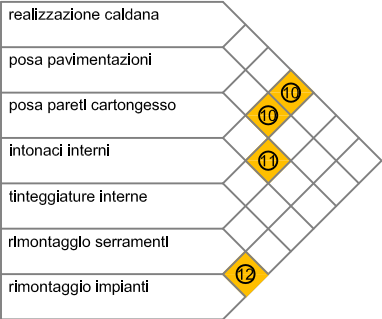 realizzazione caldana
posa pavimentazioni
10
posa pareti cartongesso
10
intonaci interni
11
tinteggiature interne
rimontaggio serramenti
rimontaggio impianti
12